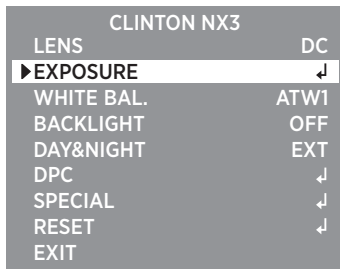 CLINTON NX3
LENS DC
▶EXPOSURE ↲
WHITE BAL. ATW1
BACKLIGHT OFF
DAY&NIGHT EXT
DPC ↲
SPECIAL ↲
RESET ↲
EXIT